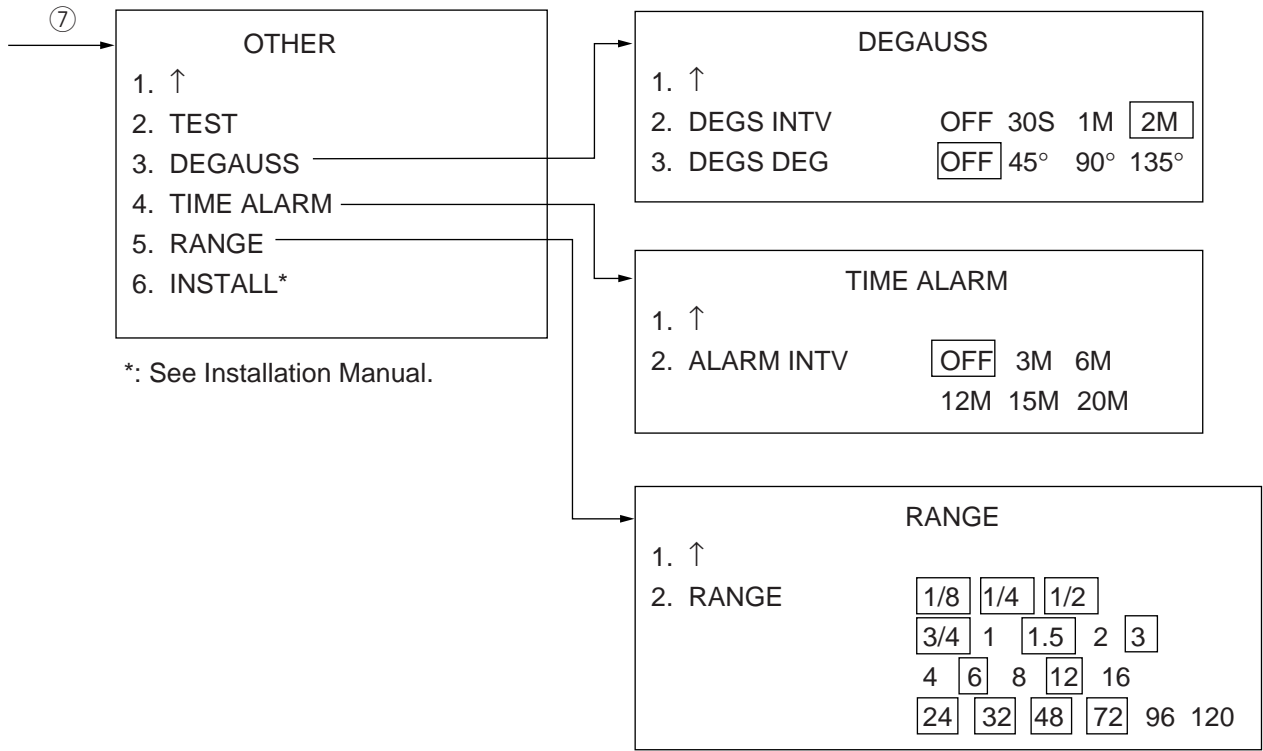 ⑦
OTHER
1. ↑
2. TEST
3. DEGAUSS
4. TIME ALARM
5. RANGE
6. INSTALL*
*: See Installation Manual.
DEGAUSS
1. ↑
2. DEGS INTV OFF 30S 1M 2M
3. DEGS DEG OFF 45° 90° 135°
TIME ALARM
1. ↑
2. ALARM INTV OFF 3M 6M
12M 15M 20M
RANGE
1. ↑
2. RANGE 1/8 1/4 1/2
3/4 1 1.5 2 3
4 6 8 12 16
24 32 48 72 96 120